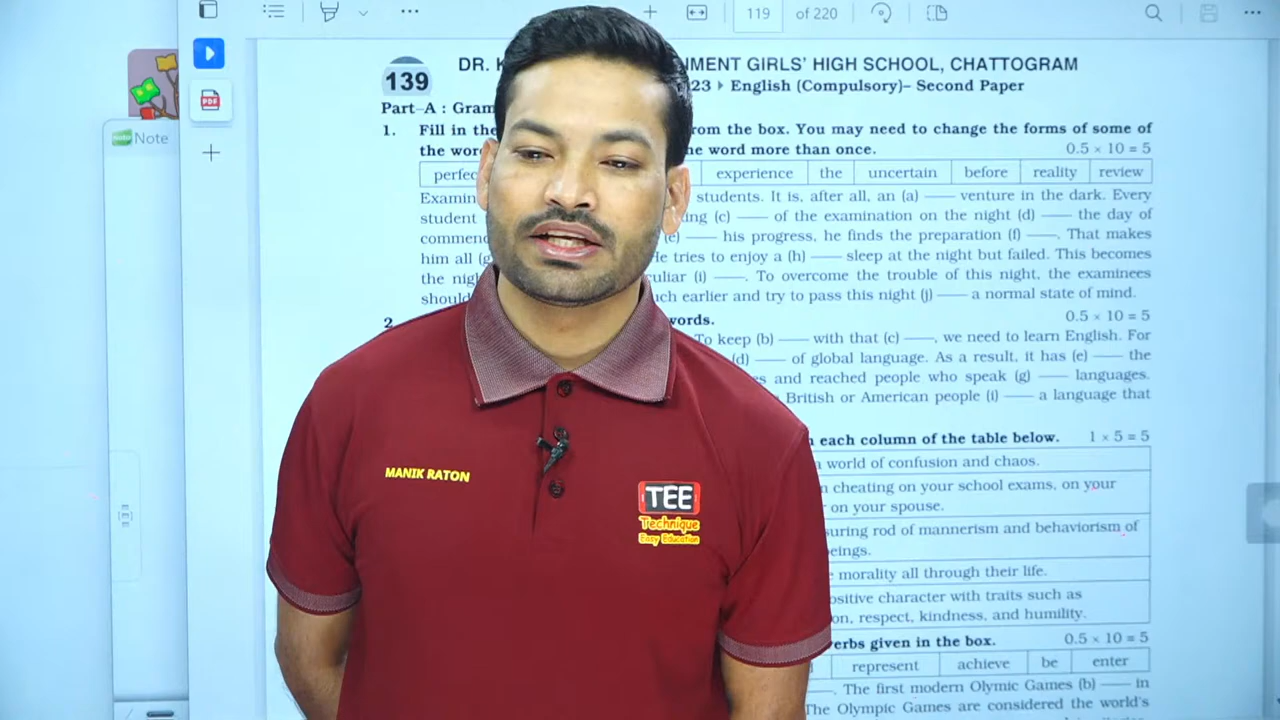 119 of 220
Note
PDF
139
DR. K NMENT GIRLS' HIGH SCHOOL, CHATTOGRAM
23 ▸ English (Compulsory)– Second Paper
Part–A : Gram
1. Fill in the rom the box. You may need to change the forms of some of
the wor word more than once. 0.5 × 10 = 5
perfec experience the uncertain before reality review
Examin students. It is, after all, an (a) —— venture in the dark. Every
student ing (c) —— of the examination on the night (d) —— the day of
commend (e) —— his progress, he finds the preparation (f) ——. That makes
him all (g He tries to enjoy a (h) —— sleep at the night but failed. This becomes
the nig uliar (i) ——. To overcome the trouble of this night, the examinees
should uch earlier and try to pass this night (j) —— a normal state of mind.
2 words. 0.5 × 10 = 5
To keep (b) —— with that (c) ——, we need to learn English. For
(d) —— of global language. As a result, it has (e) —— the
es and reached people who speak (g) —— languages.
British or American people (i) —— a language that
each column of the table below. 1 × 5 = 5
a world of confusion and chaos.
n cheating on your school exams, on your
on your spouse.
suring rod of mannerism and behaviorism of
beings.
morality all through their life.
ositive character with traits such as
on, respect, kindness, and humility.
erbs given in the box. 0.5 × 10 = 5
represent achieve be enter
——. The first modern Olymic Games (b) —— in
The Olympic Games are considered the world's
MANIK RATON
TEE
Technique
Easy Education